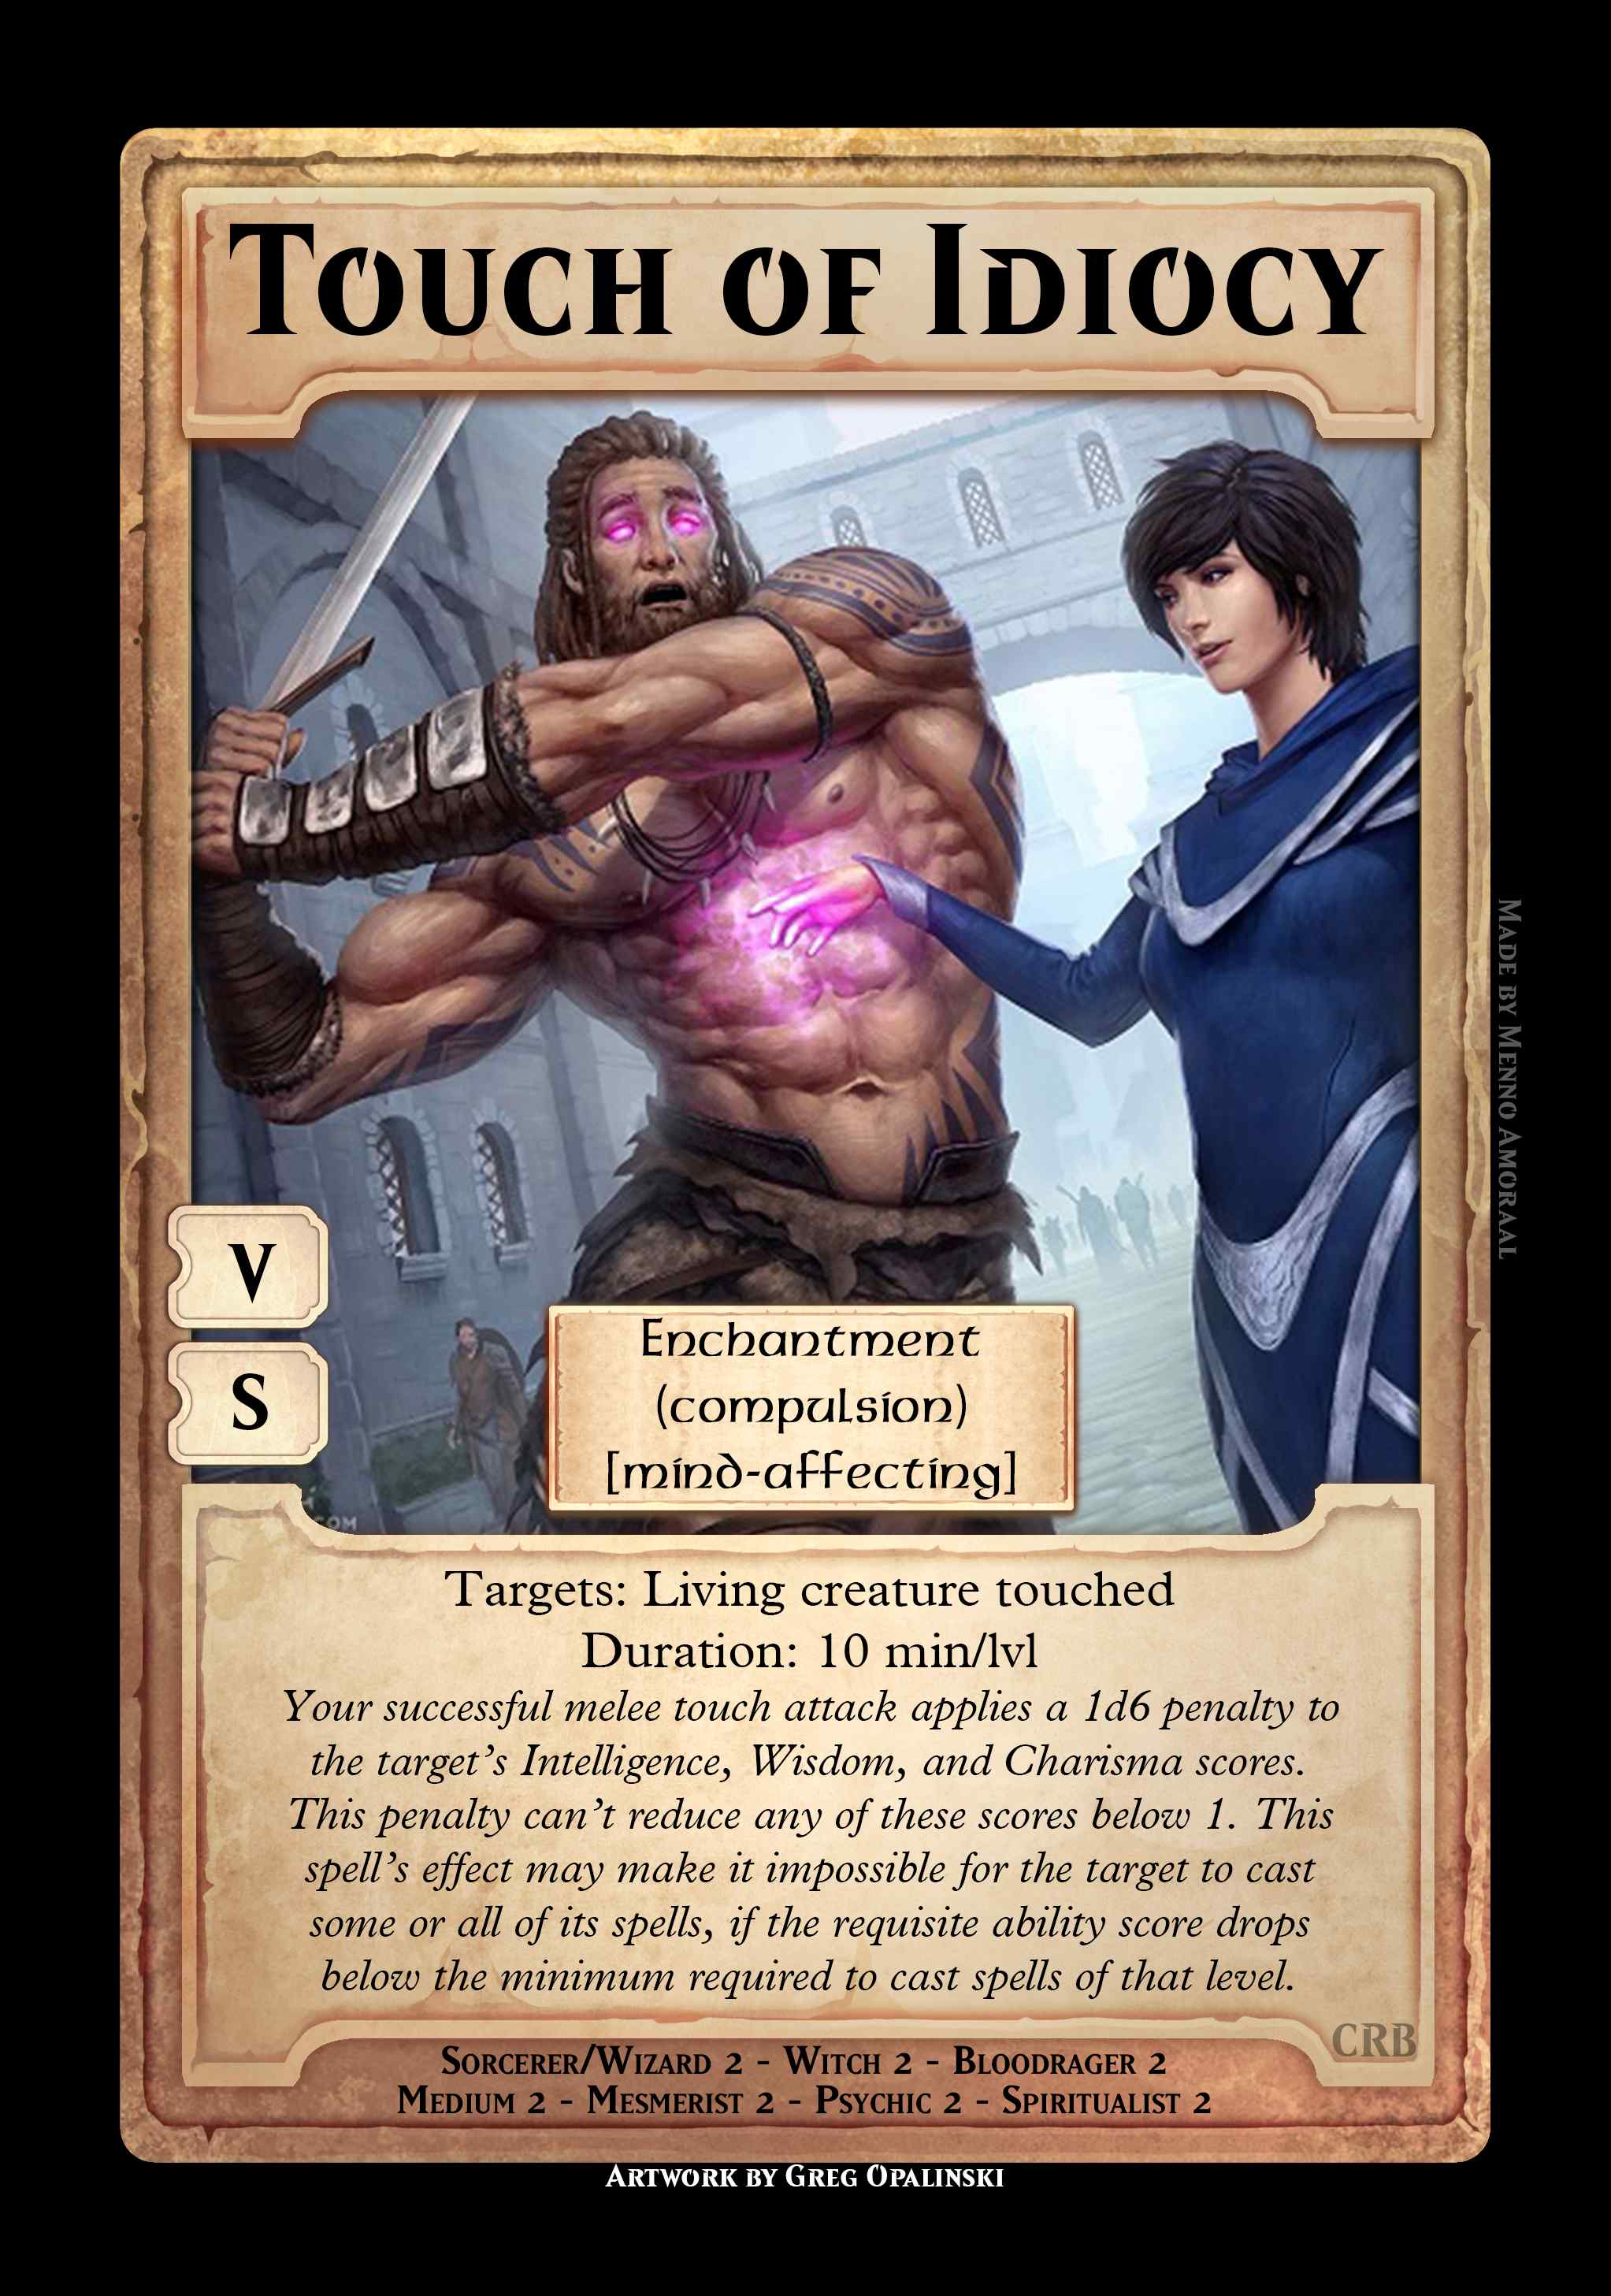 Touch of Idiocy
V
S
Enchantment
(compulsion)
[mind-affecting]
Targets: Living creature touched
Duration: 10 min/lvl
Your successful melee touch attack applies a 1d6 penalty to
the target's Intelligence, Wisdom, and Charisma scores.
This penalty can't reduce any of these scores below 1. This
spell's effect may make it impossible for the target to cast
some or all of its spells, if the requisite ability score drops
below the minimum required to cast spells of that level.
CRB
Sorcerer/Wizard 2 - Witch 2 - Bloodrager 2
Medium 2 - Mesmerist 2 - Psychic 2 - Spiritualist 2
Artwork by Greg Opalinski
Made by Menno Amoraal